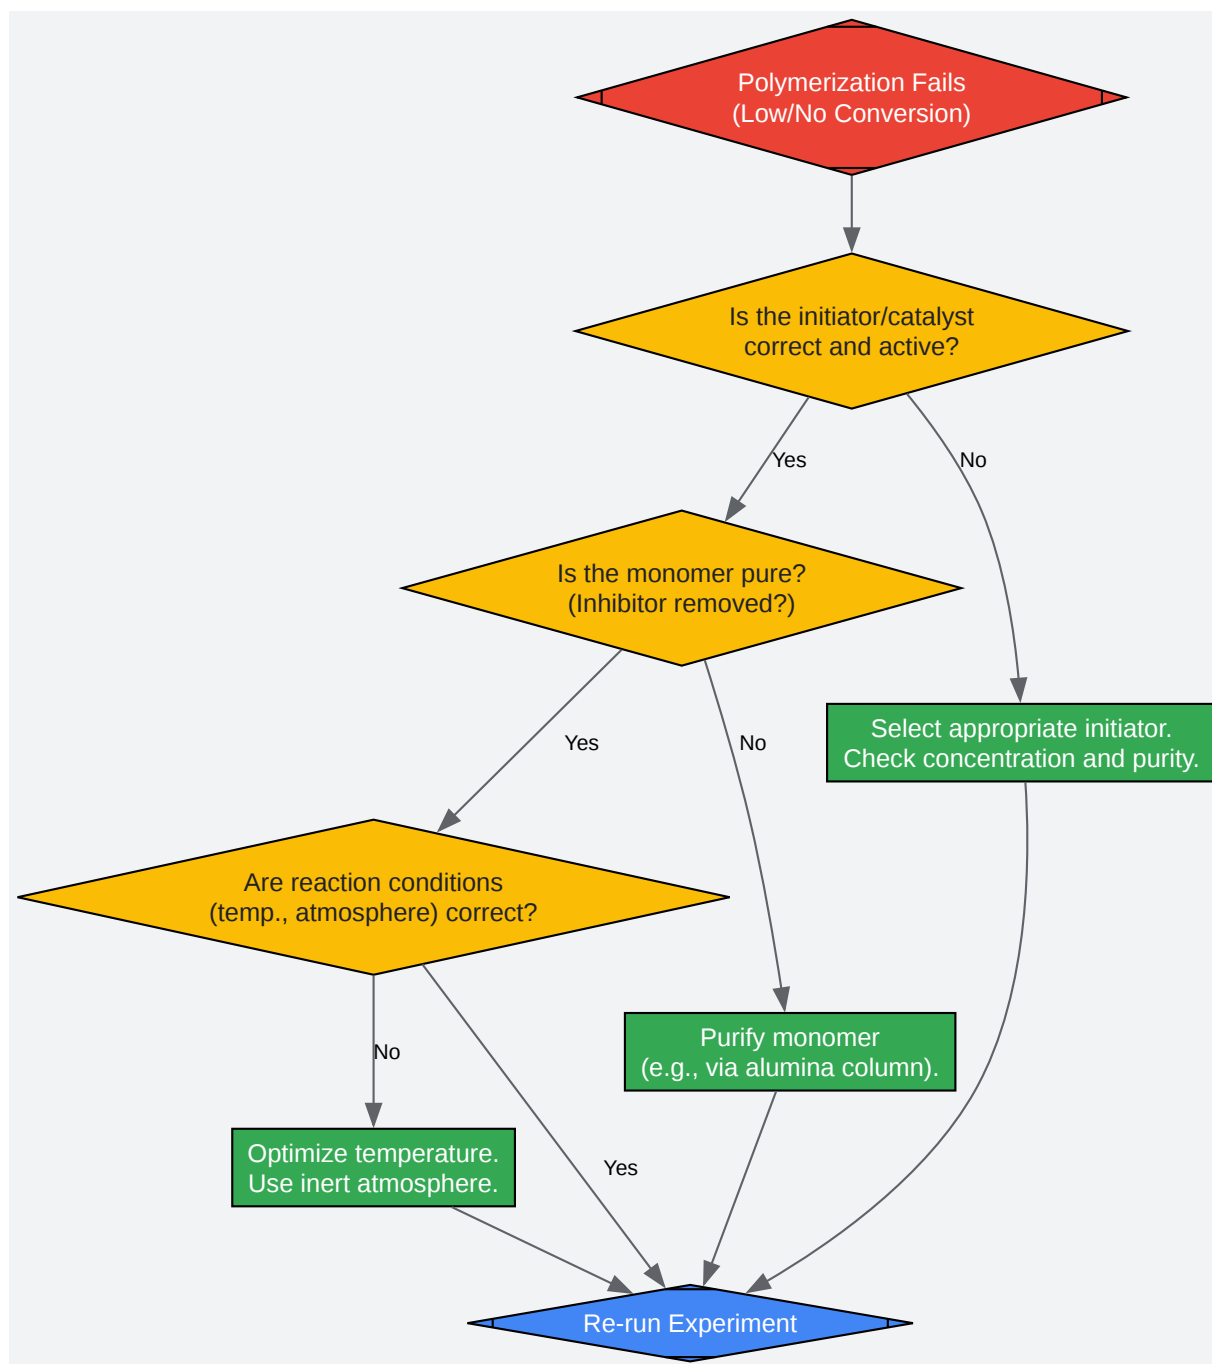 Polymerization Fails
(Low/No Conversion)
Is the initiator/catalyst
correct and active?
Yes
No
Is the monomer pure?
(Inhibitor removed?)
Select appropriate initiator.
Check concentration and purity.
Yes
No
Are reaction conditions
(temp., atmosphere) correct?
Purify monomer
(e.g., via alumina column).
No
Optimize temperature.
Use inert atmosphere.
Yes
Re-run Experiment